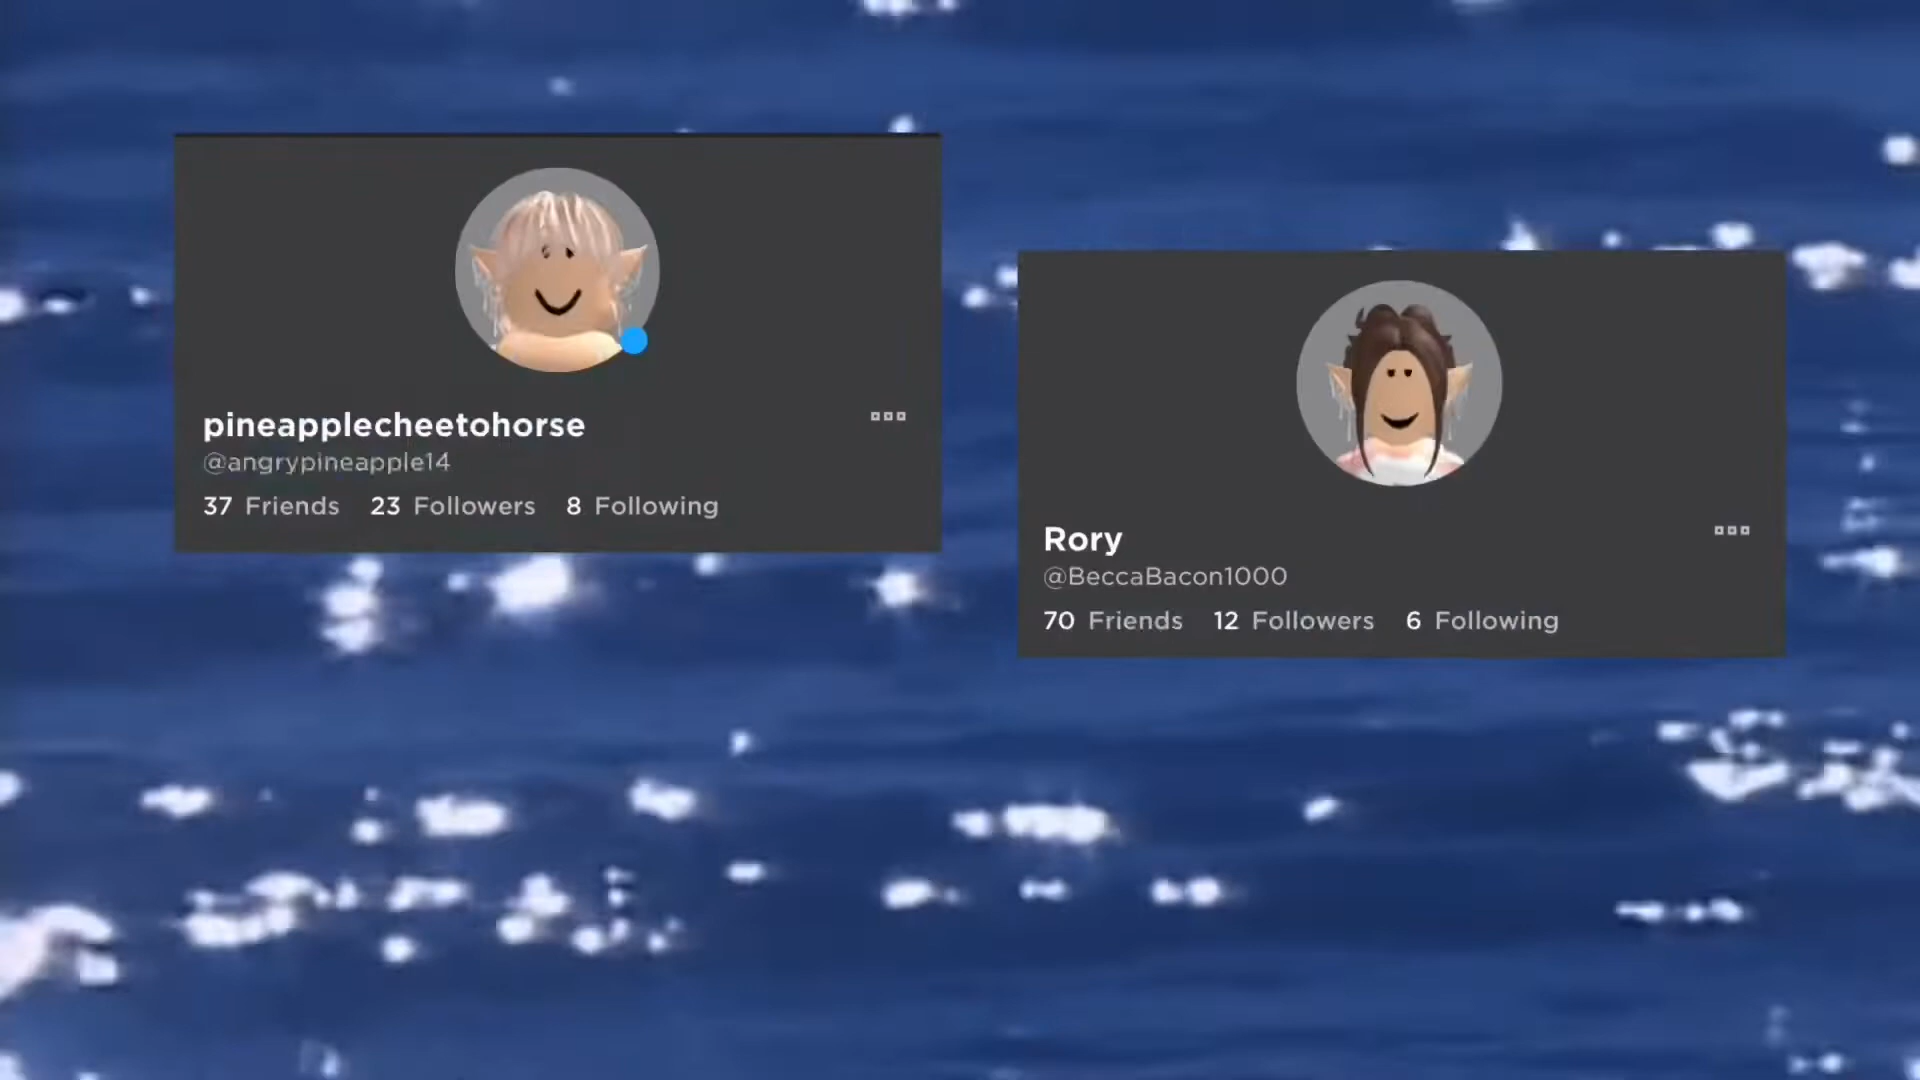 pineapplecheetohorse
@angrypineapple14
37 Friends 23 Followers 8 Following
Rory
@BeccaBacon1000
70 Friends 12 Followers 6 Following